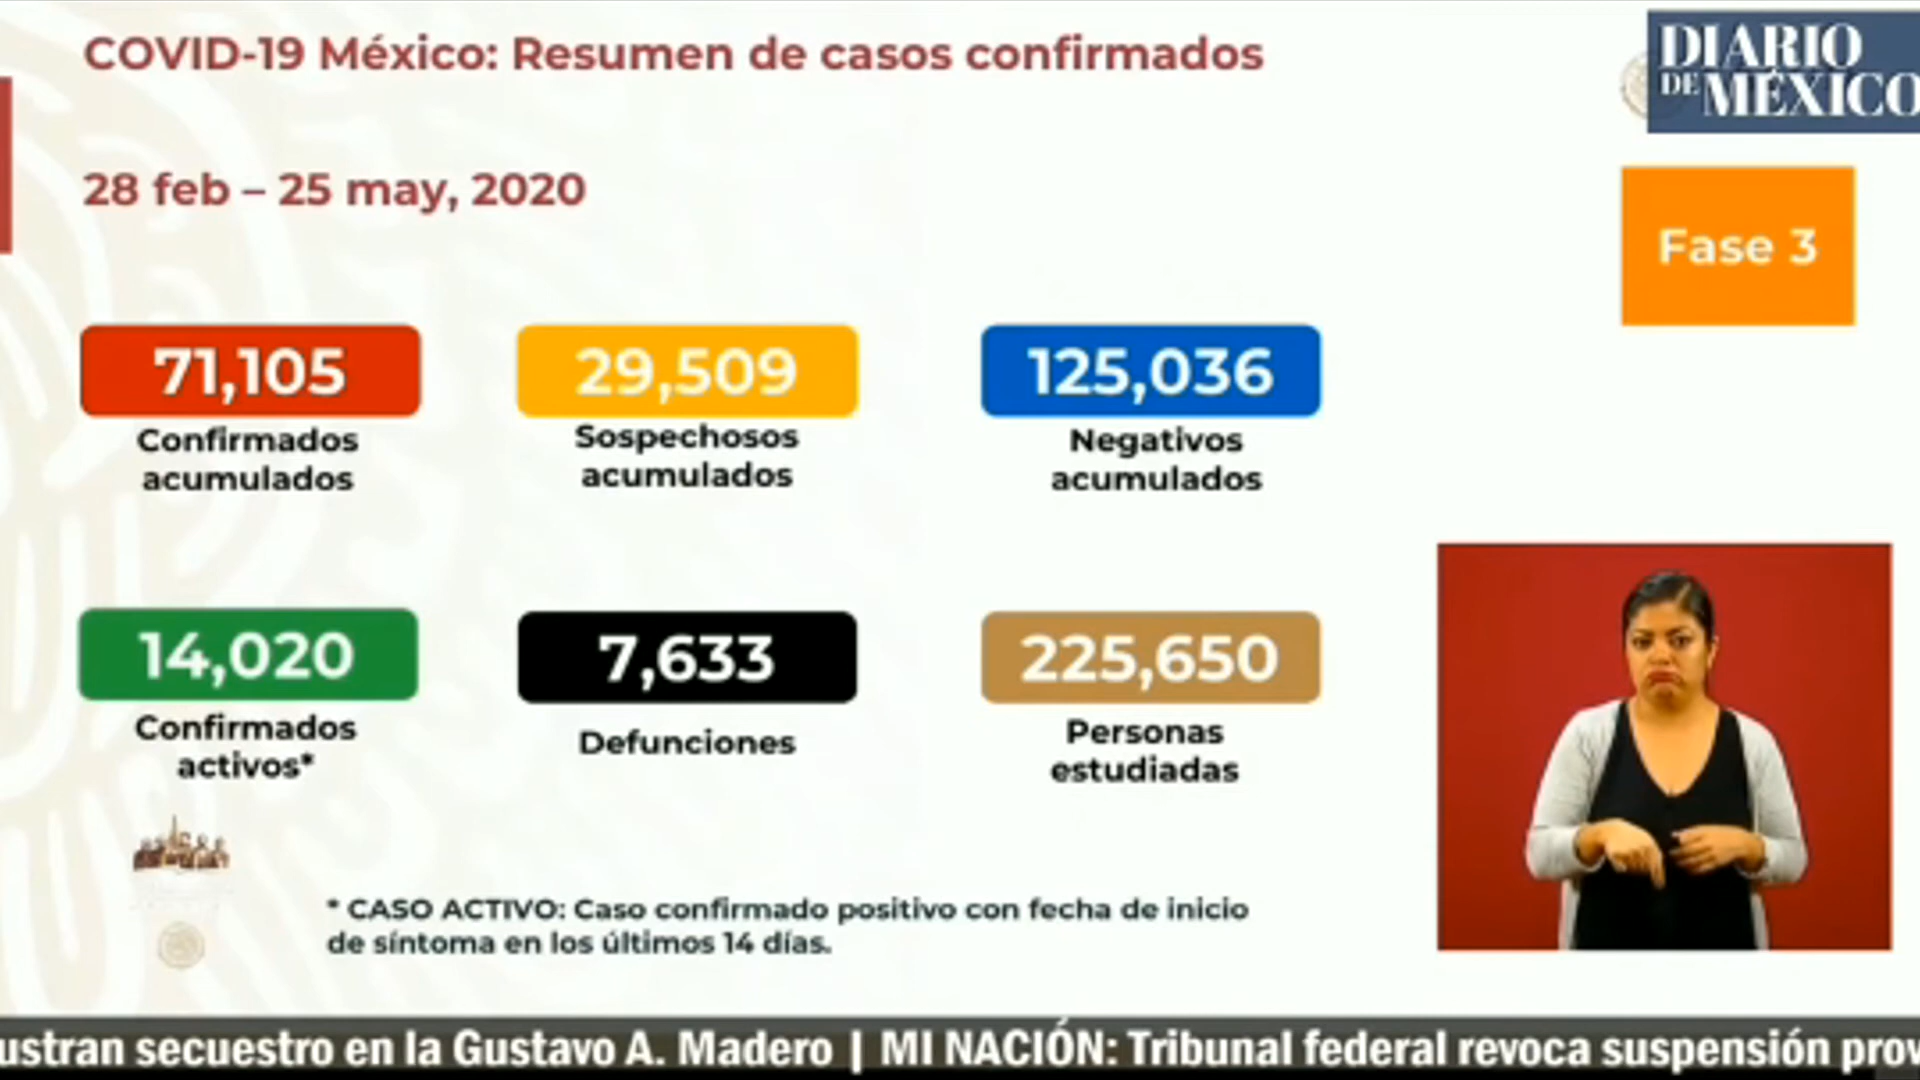 COVID-19 México: Resumen de casos confirmados
DIARIO
DE MÉXICO
28 feb – 25 may, 2020
Fase 3
71,105
Confirmados
acumulados
29,509
Sospechosos
acumulados
125,036
Negativos
acumulados
14,020
Confirmados
activos*
7,633
Defunciones
225,650
Personas
estudiadas
* CASO ACTIVO: Caso confirmado positivo con fecha de inicio
de síntoma en los últimos 14 días.
ustran secuestro en la Gustavo A. Madero | MI NACIÓN: Tribunal federal revoca suspensión prov